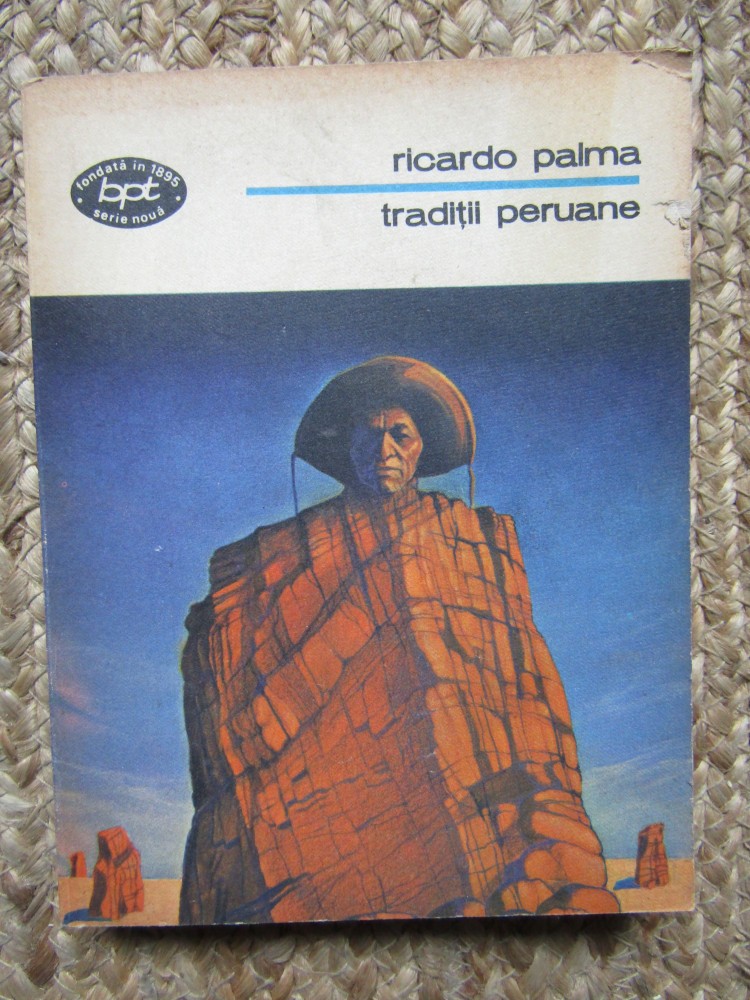 ricardo palma
tradiții peruane
fondată în 1895
bpt
serie nouă